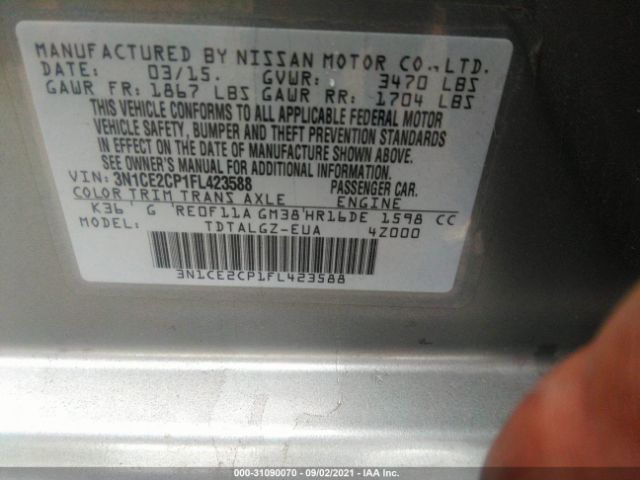 MANUFACTURED BY NISSAN MOTOR CO.,LTD.
DATE: 03/15. GVWR: 3470 LBS
GAWR FR: 1867 LBS GAWR RR: 1704 LBS
THIS VEHICLE CONFORMS TO ALL APPLICABLE FEDERAL MOTOR
VEHICLE SAFETY, BUMPER AND THEFT PREVENTION STANDARDS
IN EFFECT ON THE DATE OF MANUFACTURE SHOWN ABOVE.
SEE OWNER'S MANUAL FOR ADDITIONAL INFORMATION.
VIN: 3N1CE2CP1FL423588 PASSENGER CAR.
COLOR TRIM TRANS AXLE ENGINE
K36 G RE0F11A GM38 HR16DE 1598 CC
MODEL: TDTALGZ-EUA 4Z000
3N1CE2CP1FL423588
000-31090070 - 09/02/2021 - IAA Inc.